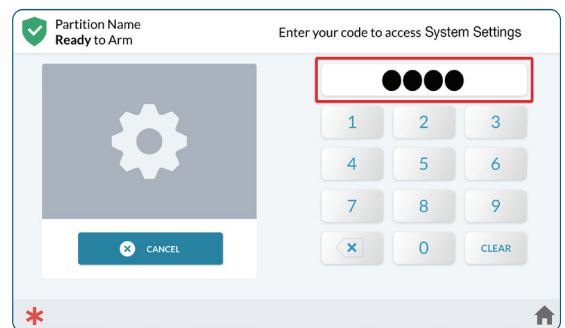 Partition Name
Ready to Arm
Enter your code to access System Settings
1 2 3
4 5 6
7 8 9
CANCEL
0 CLEAR